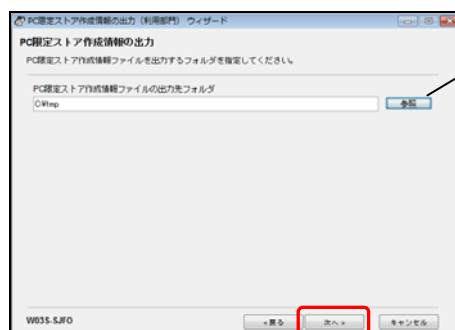 PC限定ストア作成情報の出力（利用部門） ウィザード
PC限定ストア作成情報の出力
PC限定ストア作成情報ファイルを出力するフォルダを指定してください。
PC限定ストア作成情報ファイルの出力先フォルダ
C:¥tmp
参照
W03S-SJFO
<戻る
次へ>
キャンセル